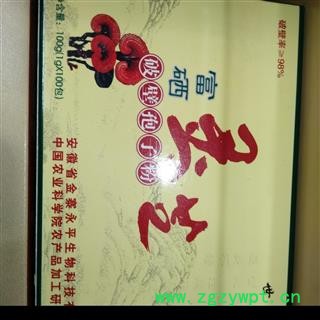 破壁率≥98%
含量：100g(1g×100包)
富硒
灵芝
破壁孢子粉
安徽省金寨永平生物科技有
中国农业科学院农产品加工研
www.zgzywpt.cn